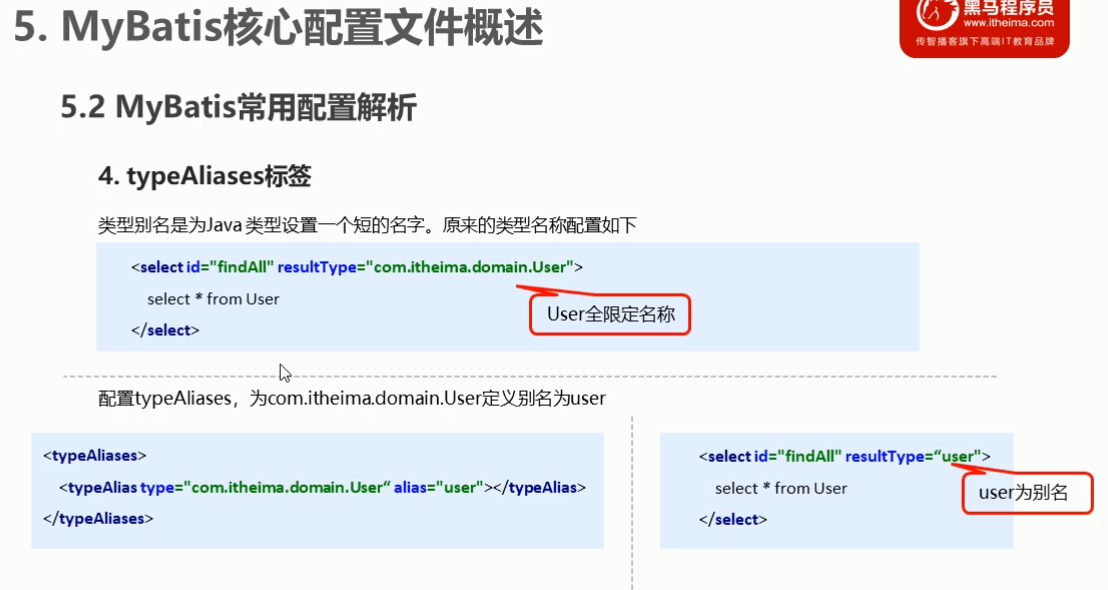 5. MyBatis核心配置文件概述
黑马程序员
www.itheima.com
传智播客旗下高端IT教育品牌
5.2 MyBatis常用配置解析
4. typeAliases标签
类型别名是为Java 类型设置一个短的名字。原来的类型名称配置如下
<select id="findAll" resultType="com.itheima.domain.User">
select * from User
</select>
User全限定名称
配置typeAliases，为com.itheima.domain.User定义别名为user
<typeAliases>
<typeAlias type="com.itheima.domain.User“ alias="user"></typeAlias>
</typeAliases>
<select id="findAll" resultType=“user">
select * from User
</select>
user为别名